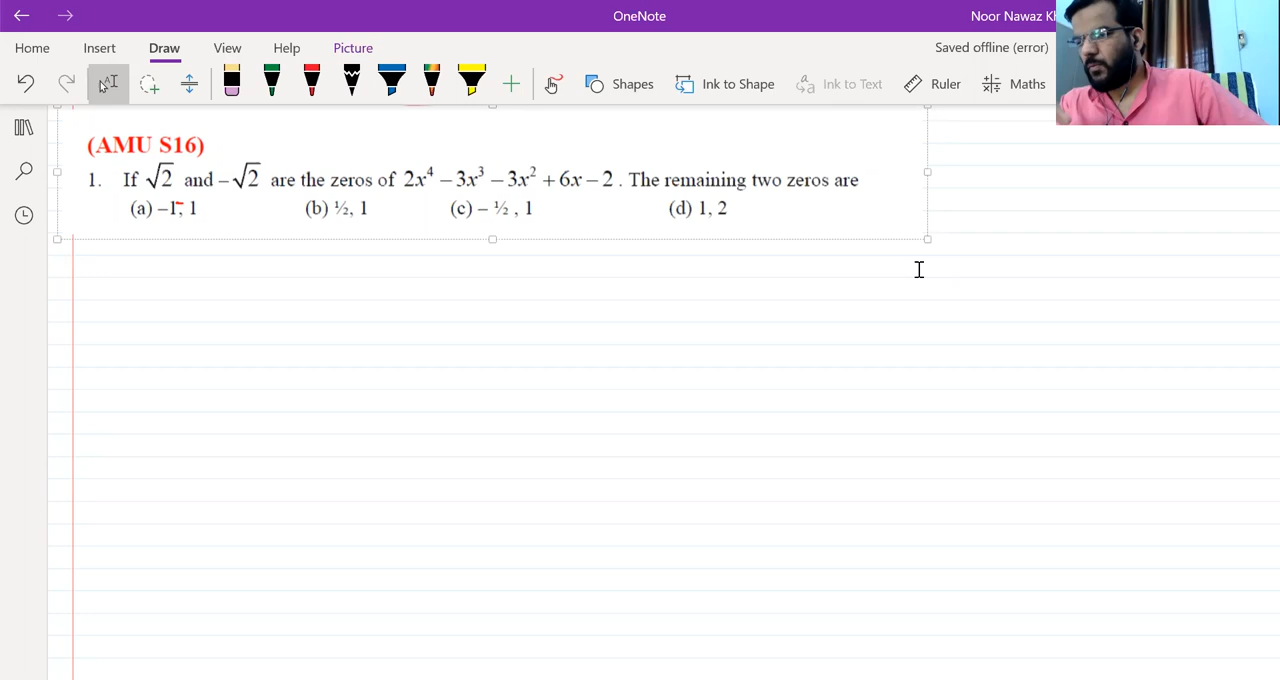 OneNote
Noor Nawaz Kh
Home Insert Draw View Help Picture
Saved offline (error)
Shapes Ink to Shape Ink to Text Ruler Maths
(AMU S16)
1. If √2 and –√2 are the zeros of 2x⁴ – 3x³ – 3x² + 6x – 2 . The remaining two zeros are
(a) –1, 1 (b) ½, 1 (c) – ½ , 1 (d) 1, 2